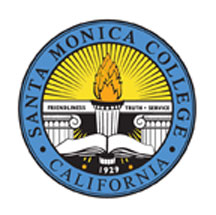 SANTA MONICA COLLEGE
FRIENDLINESS TRUTH - SERVICE
1929
• CALIFORNIA •